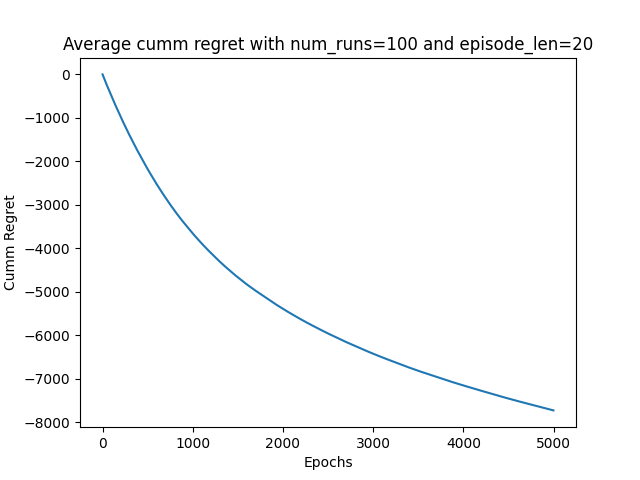 Average cumm regret with num_runs=100 and episode_len=20
0
−1000
−2000
−3000
−4000
−5000
−6000
−7000
−8000
Cumm Regret
0 1000 2000 3000 4000 5000
Epochs